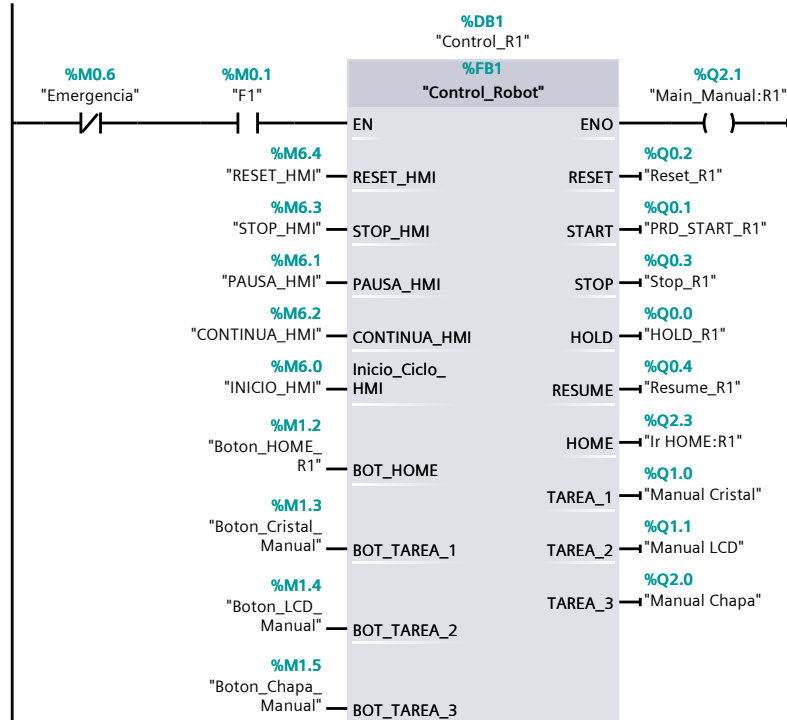 %DB1
"Control_R1"
%M0.6
"Emergencia"
%M0.1
"F1"
%FB1
"Control_Robot"
%Q2.1
"Main_Manual:R1"
EN
ENO
%M6.4
"RESET_HMI"
RESET_HMI
RESET
%Q0.2
"Reset_R1"
%M6.3
"STOP_HMI"
STOP_HMI
START
%Q0.1
"PRD_START_R1"
%M6.1
"PAUSA_HMI"
PAUSA_HMI
STOP
%Q0.3
"Stop_R1"
%M6.2
"CONTINUA_HMI"
CONTINUA_HMI
HOLD
%Q0.0
"HOLD_R1"
%M6.0
"INICIO_HMI"
Inicio_Ciclo_
HMI
RESUME
%Q0.4
"Resume_R1"
%M1.2
"Boton_HOME_
R1"
BOT_HOME
HOME
%Q2.3
"Ir HOME:R1"
%M1.3
"Boton_Cristal_
Manual"
BOT_TAREA_1
TAREA_1
%Q1.0
"Manual Cristal"
TAREA_2
%Q1.1
"Manual LCD"
%M1.4
"Boton_LCD_
Manual"
BOT_TAREA_2
TAREA_3
%Q2.0
"Manual Chapa"
%M1.5
"Boton_Chapa_
Manual"
BOT_TAREA_3